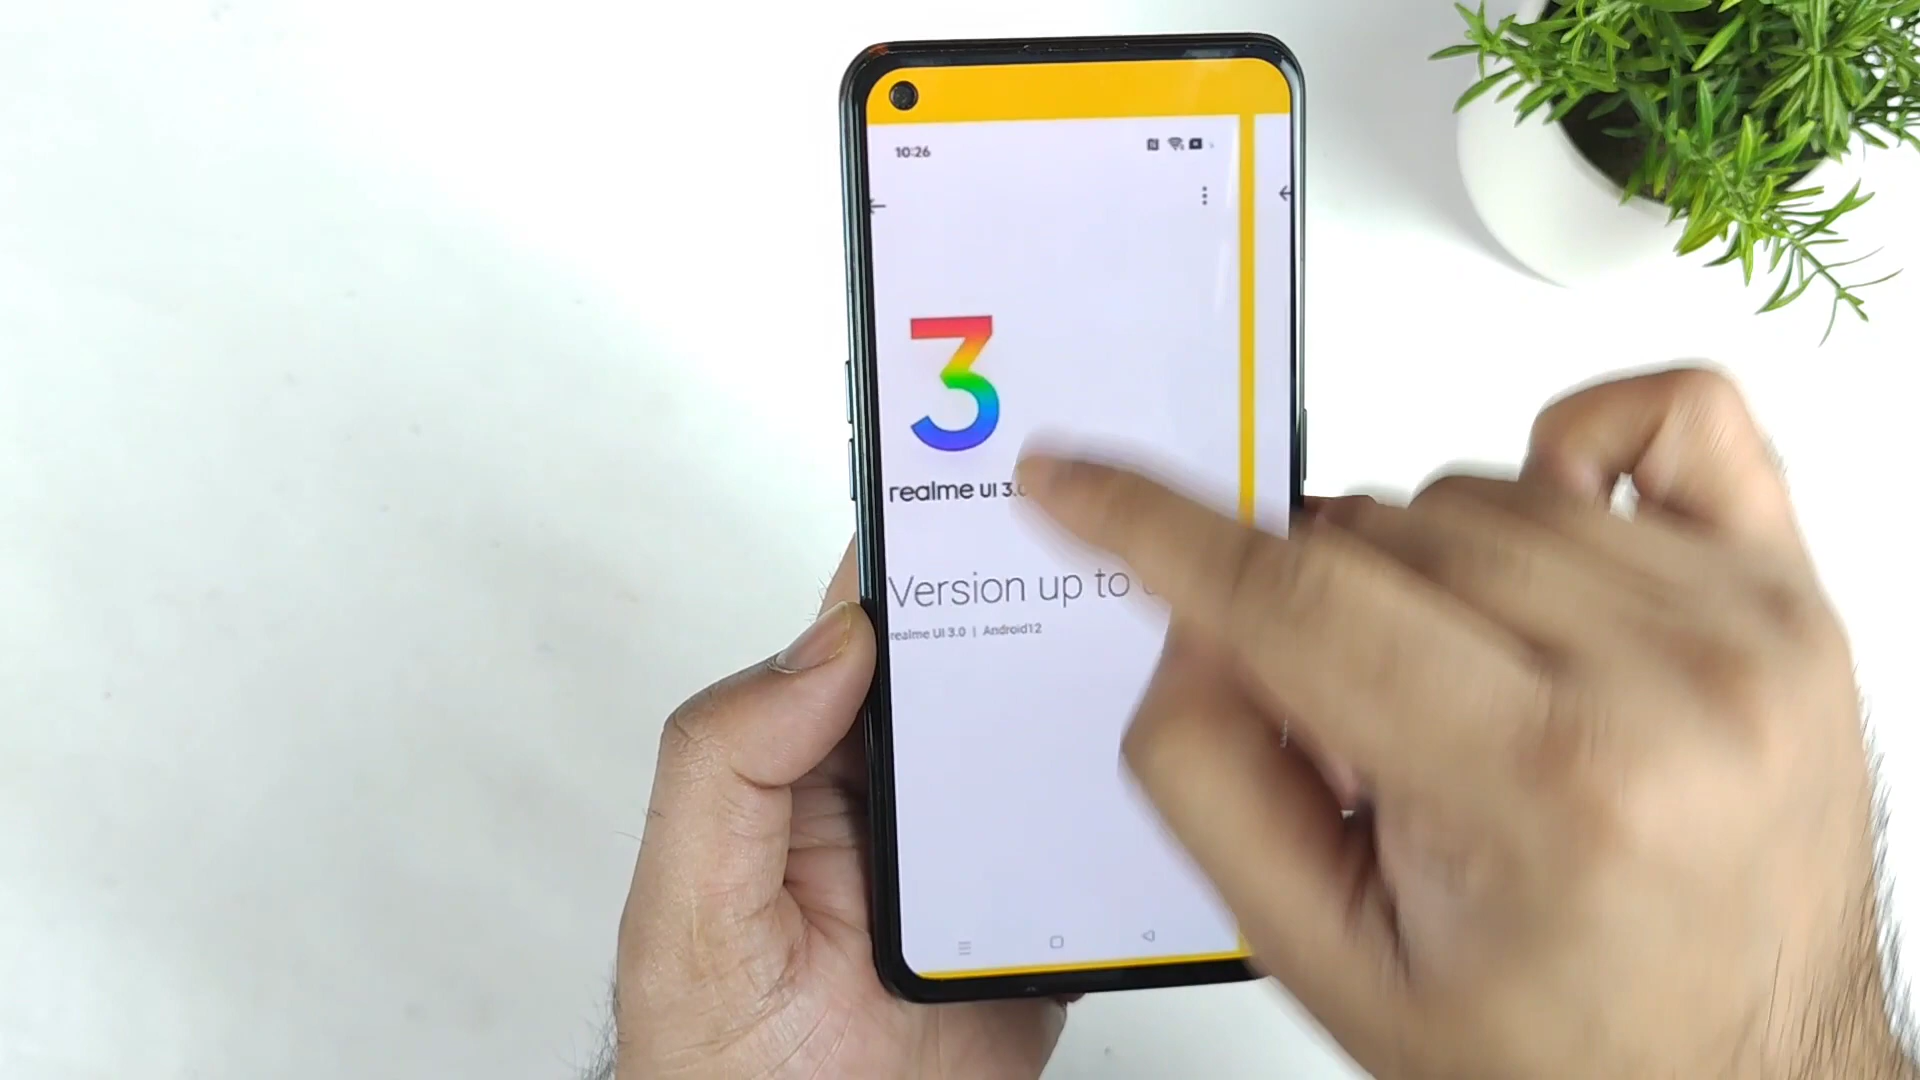 10:26
3
realme UI 3.
Version up to
realme UI 3.0 | Android12